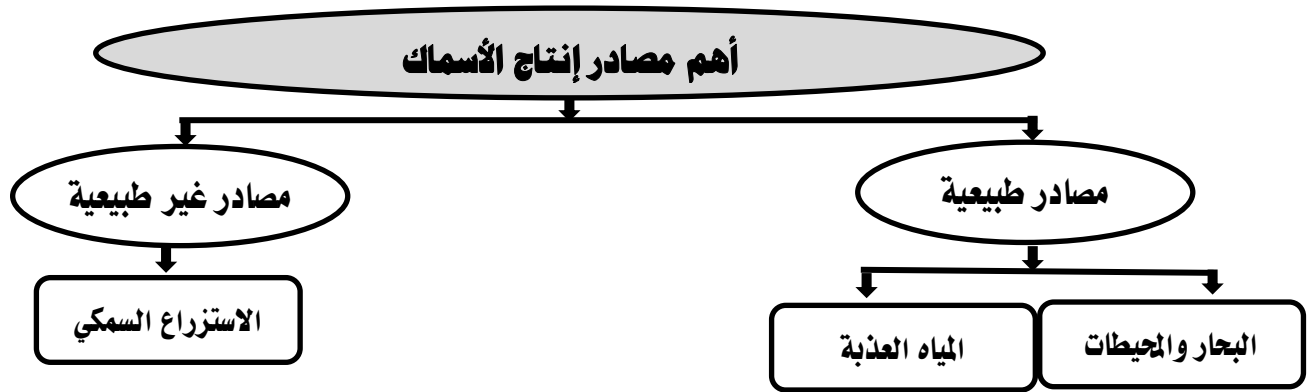 أهم مصادر إنتاج الأسماك
مصادر طبيعية
مصادر غير طبيعية
البحار والمحيطات
المياه العذبة
الاستزراع السمكي